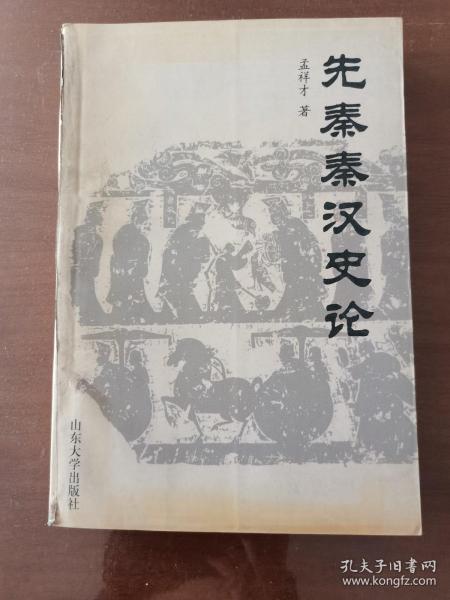 先秦秦汉史论
孟祥才 著
山东大学出版社
孔夫子旧书网
www.kongfz.com